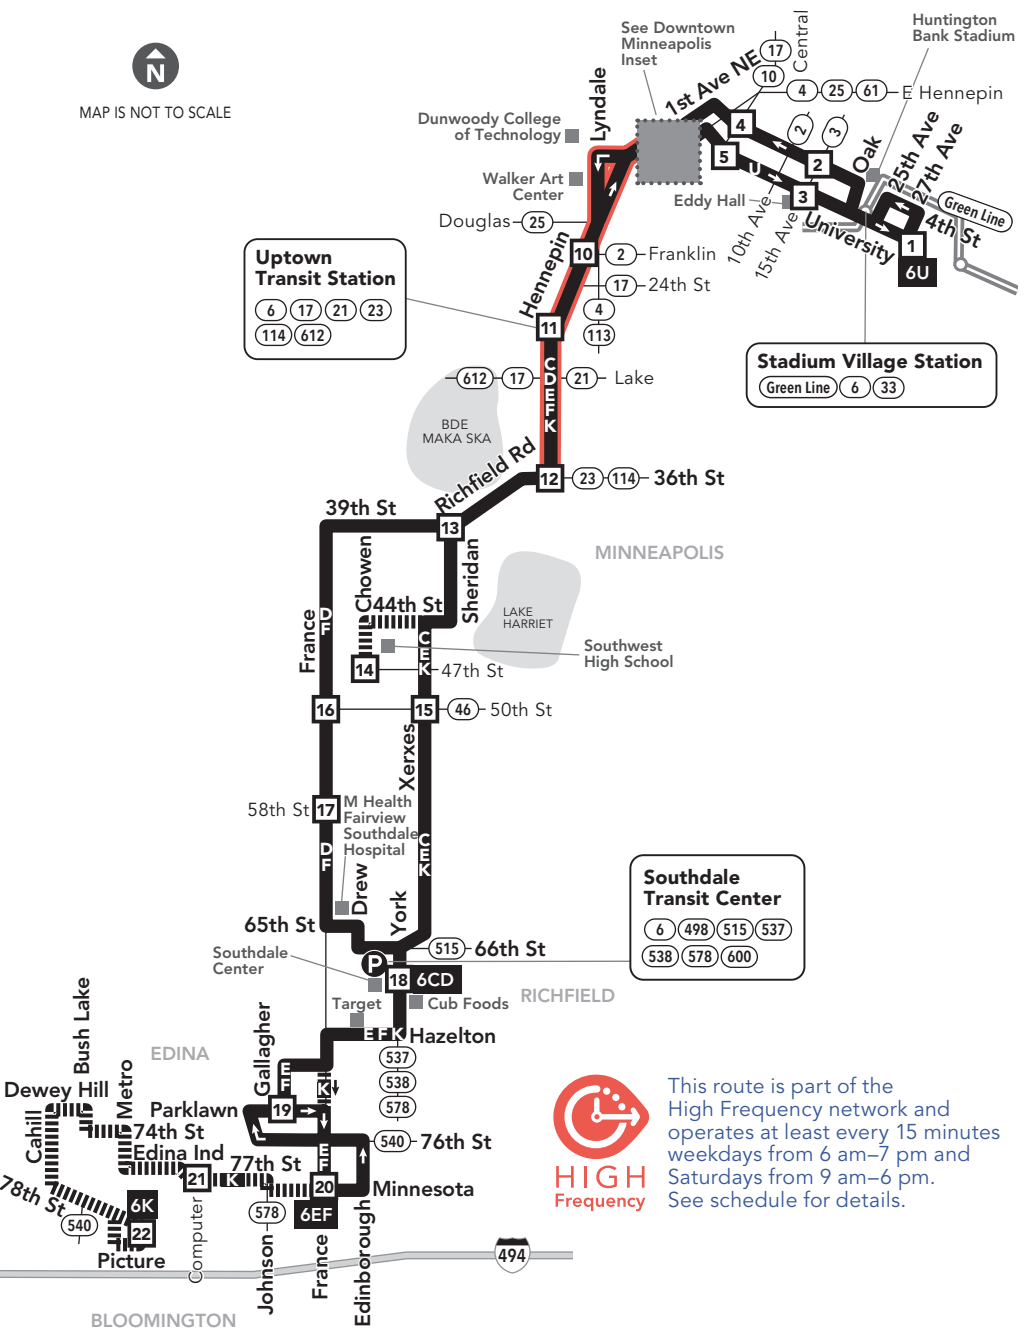 N
MAP IS NOT TO SCALE
See Downtown
Minneapolis
Inset
Huntington
Bank Stadium
Central
17
10
1st Ave NE
4
25
61
E Hennepin
Lyndale
Dunwoody College
of Technology
Walker Art
Center
Douglas
25
4
5
2
3
2
3
U
Oak
25th Ave
27th Ave
Green Line
4th St
Eddy Hall
10th Ave
15th Ave
University
1
6U
Hennepin
10
2
Franklin
17
24th St
4
113
11
Uptown
Transit Station
6
17
21
23
114
612
Stadium Village Station
Green Line
6
33
612
17
21
Lake
C
D
E
F
K
BDE
MAKA SKA
Richfield Rd
12
23
114
36th St
39th St
13
MINNEAPOLIS
Chowen
44th St
Sheridan
LAKE
HARRIET
France
D
F
C
E
K
Southwest
High School
14
47th St
16
15
46
50th St
Xerxes
58th St
17
M Health
Fairview
Southdale
Hospital
D
F
C
E
K
Drew
York
65th St
515
66th St
Southdale
Transit Center
6
498
515
537
538
578
600
Southdale
Center
P
18
6CD
RICHFIELD
Target
Cub Foods
E F K
Hazelton
537
538
578
EDINA
Gallagher
E
F
K
Bush Lake
Metro
Dewey Hill
Cahill
Parklawn
19
74th St
Edina Ind
540
76th St
77th St
E
F
21
K
20
Minnesota
78th St
540
6K
22
Picture
Computer
578
6EF
Johnson
France
Edinborough
494
BLOOMINGTON
HIGH
Frequency
This route is part of the
High Frequency network and
operates at least every 15 minutes
weekdays from 6 am–7 pm and
Saturdays from 9 am–6 pm.
See schedule for details.